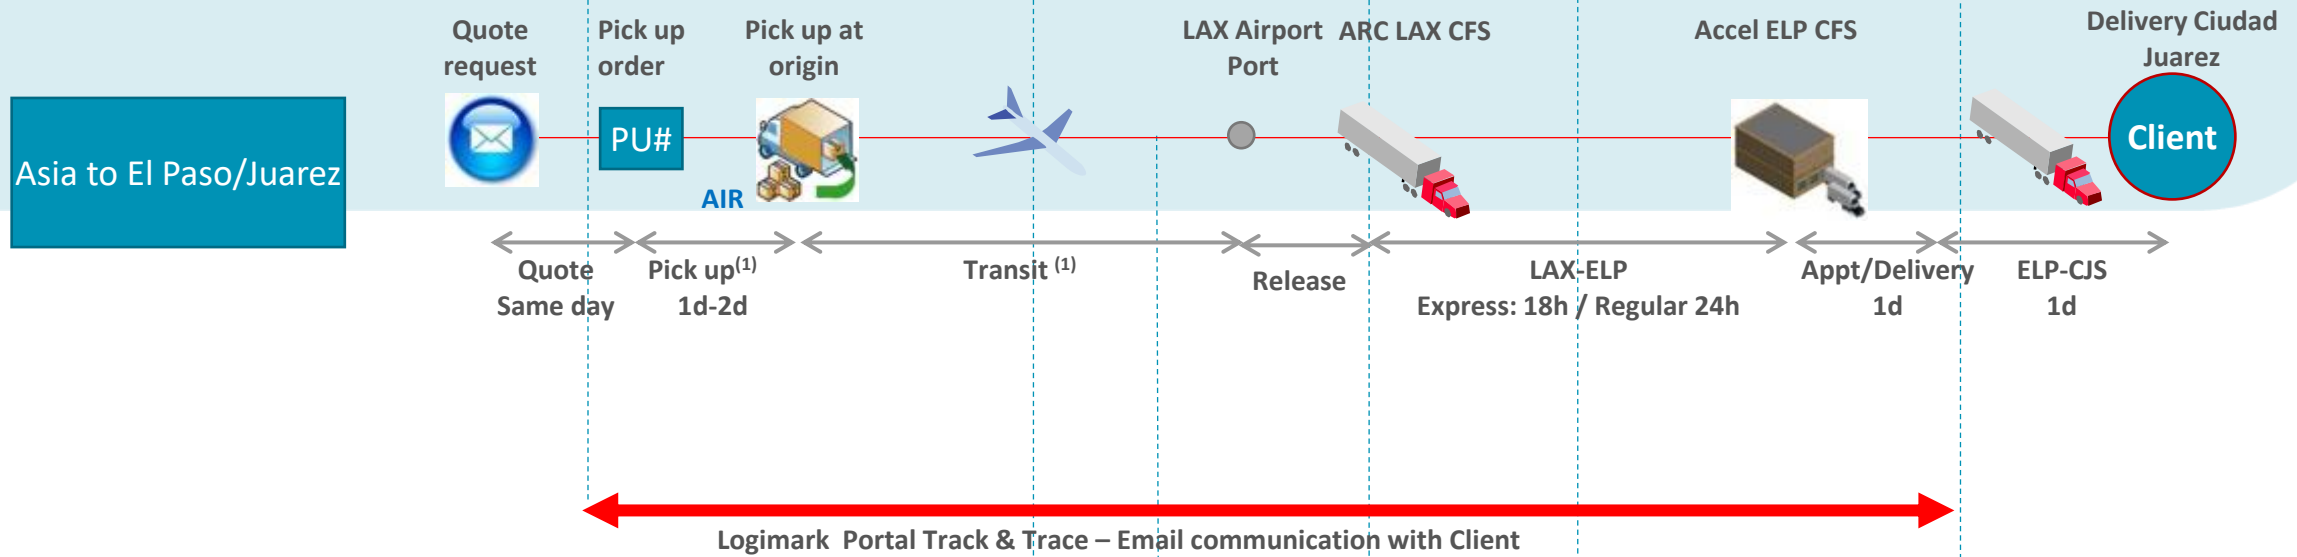 Quote
request
Pick up
order
Pick up at
origin
LAX Airport
Port
ARC LAX CFS
Accel ELP CFS
Delivery Ciudad
Juarez
Asia to El Paso/Juarez
PU#
AIR
Client
Quote
Same day
Pick up(1)
1d-2d
Transit (1)
Release
LAX-ELP
Express: 18h / Regular 24h
Appt/Delivery
1d
ELP-CJS
1d
Logimark Portal Track & Trace – Email communication with Client